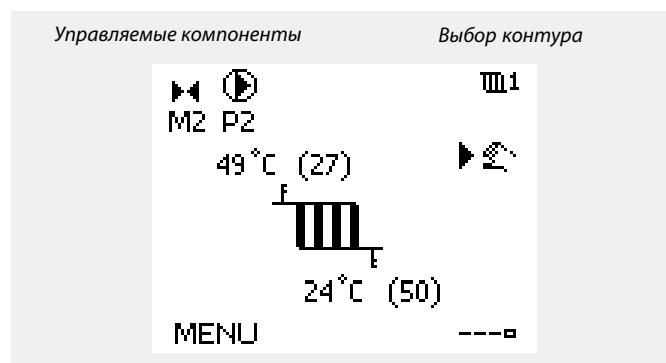 Управляемые компоненты
Выбор контура
1
M2 P2
49°C (27)
24°C (50)
MENU